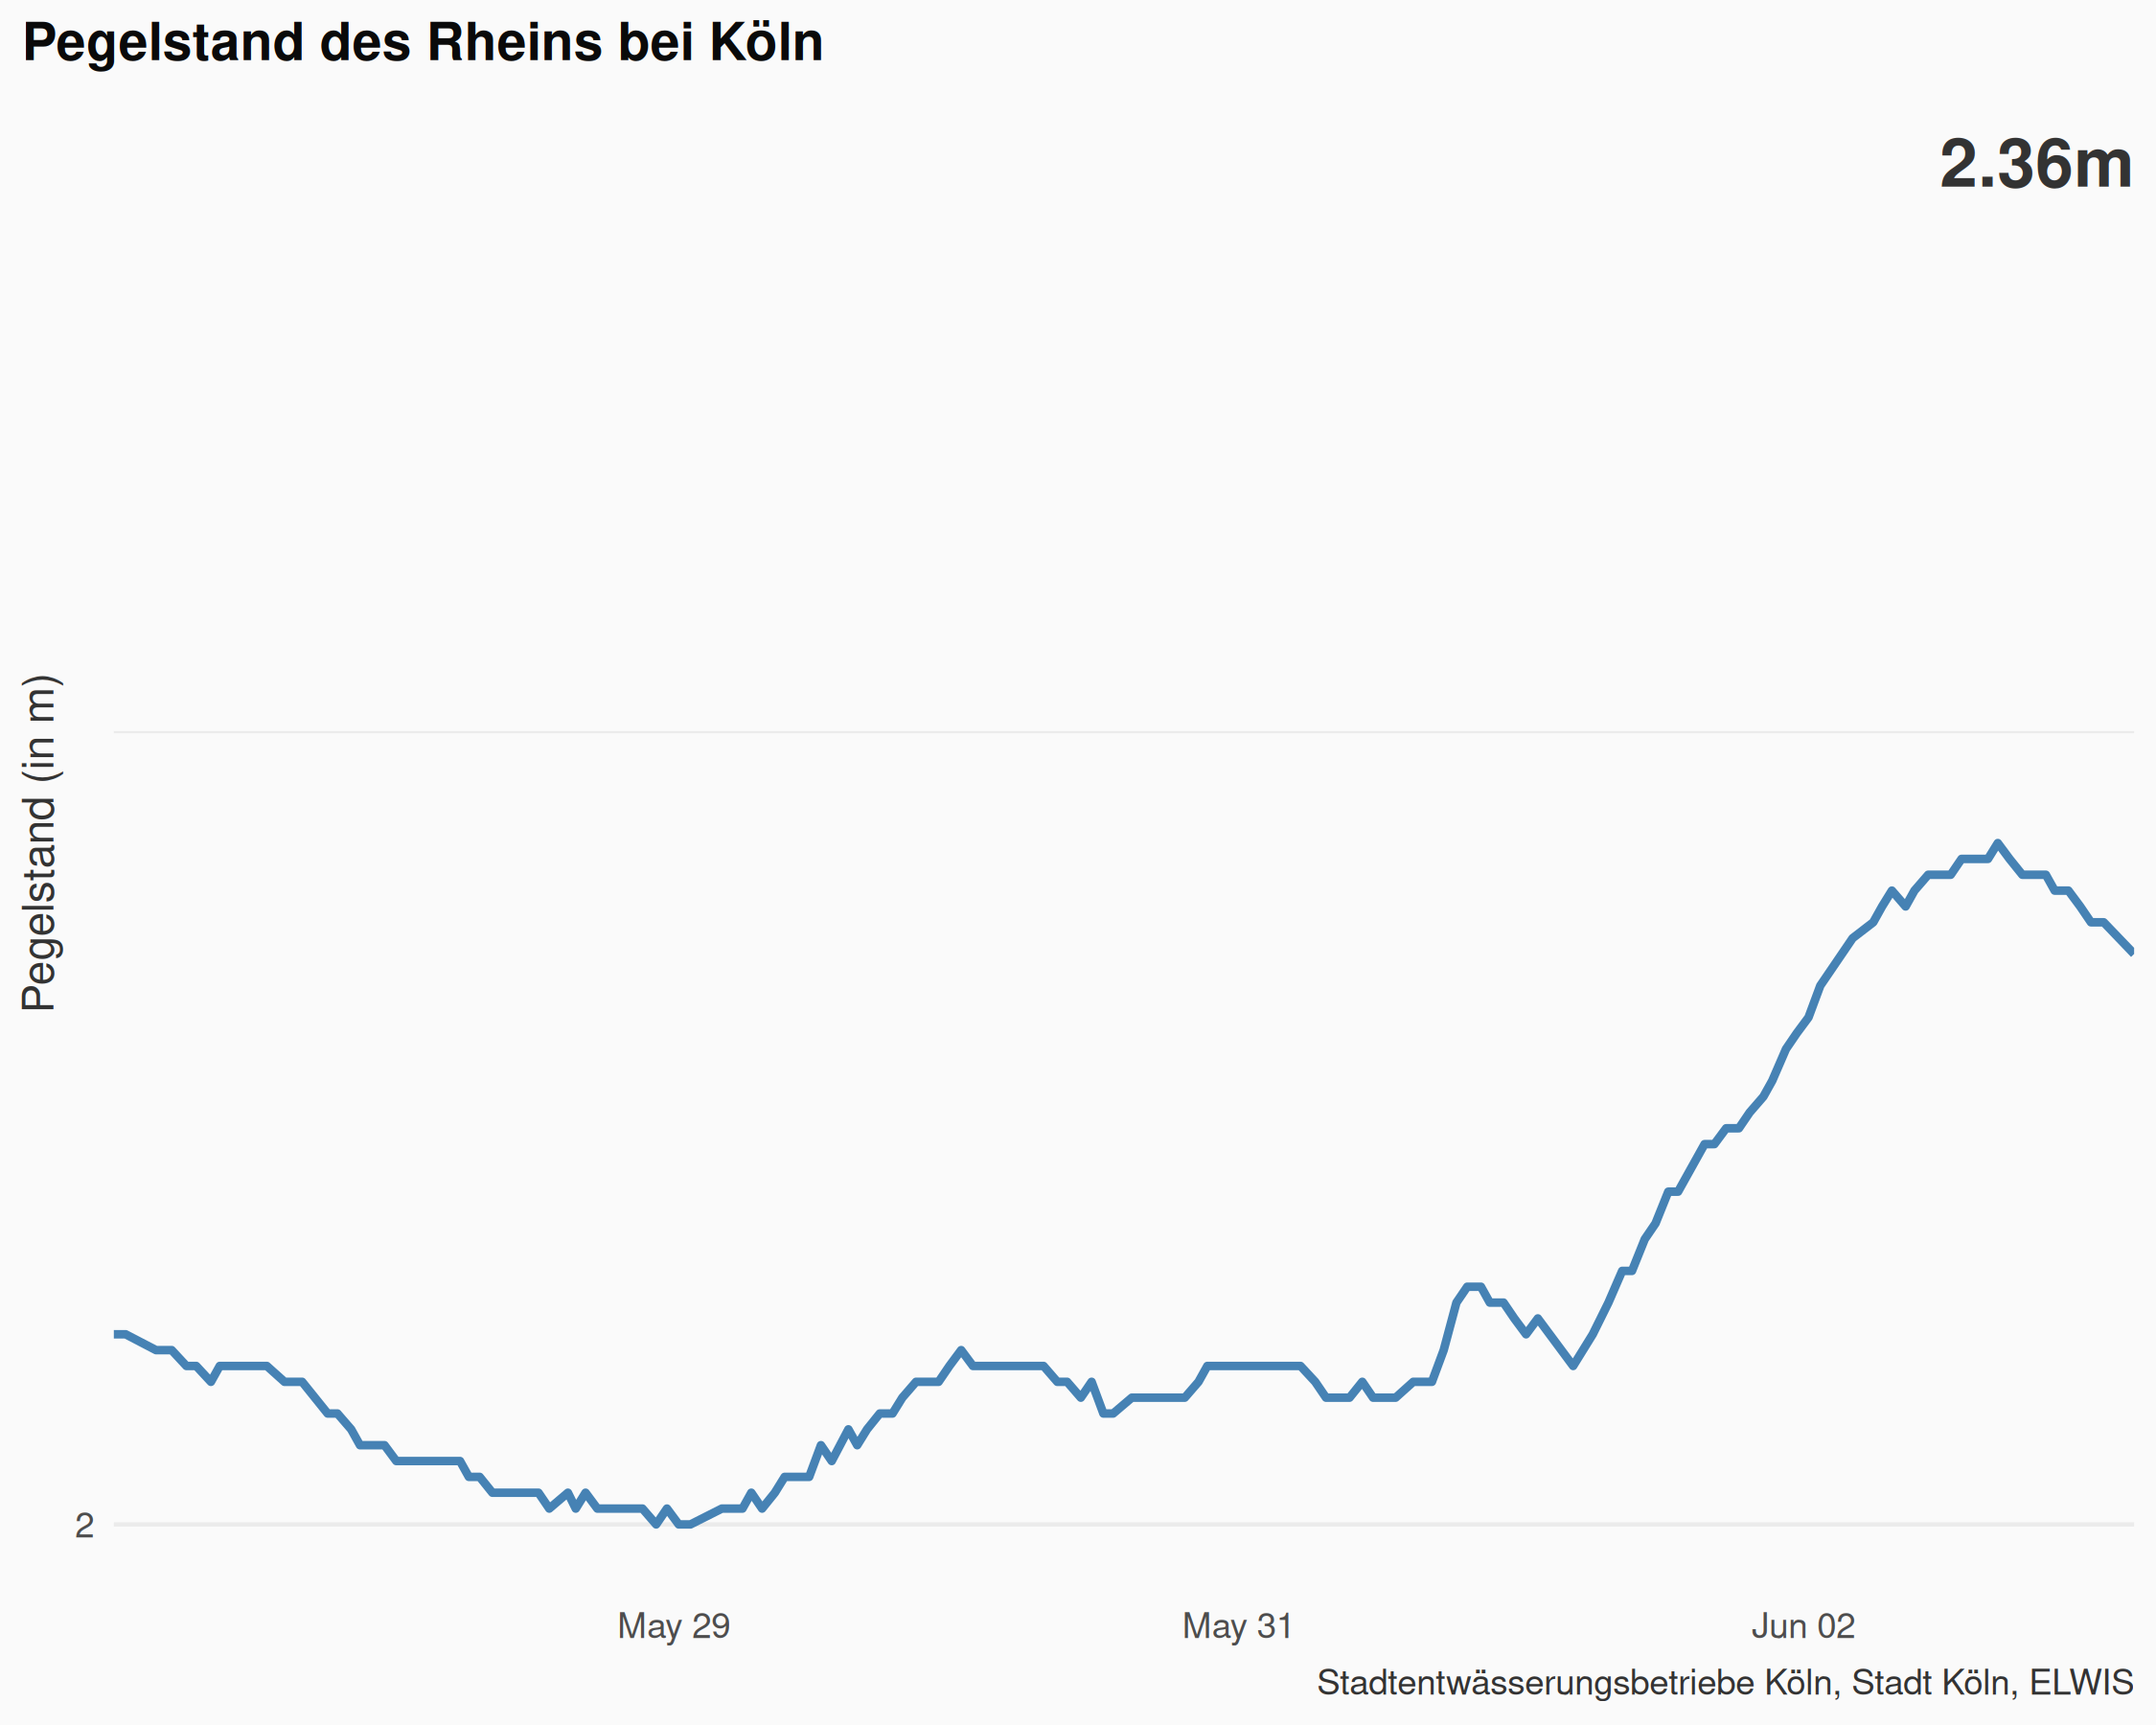 Pegelstand des Rheins bei Köln
2.36m
Pegelstand (in m)
2
May 29
May 31
Jun 02
Stadtentwässerungsbetriebe Köln, Stadt Köln, ELWIS